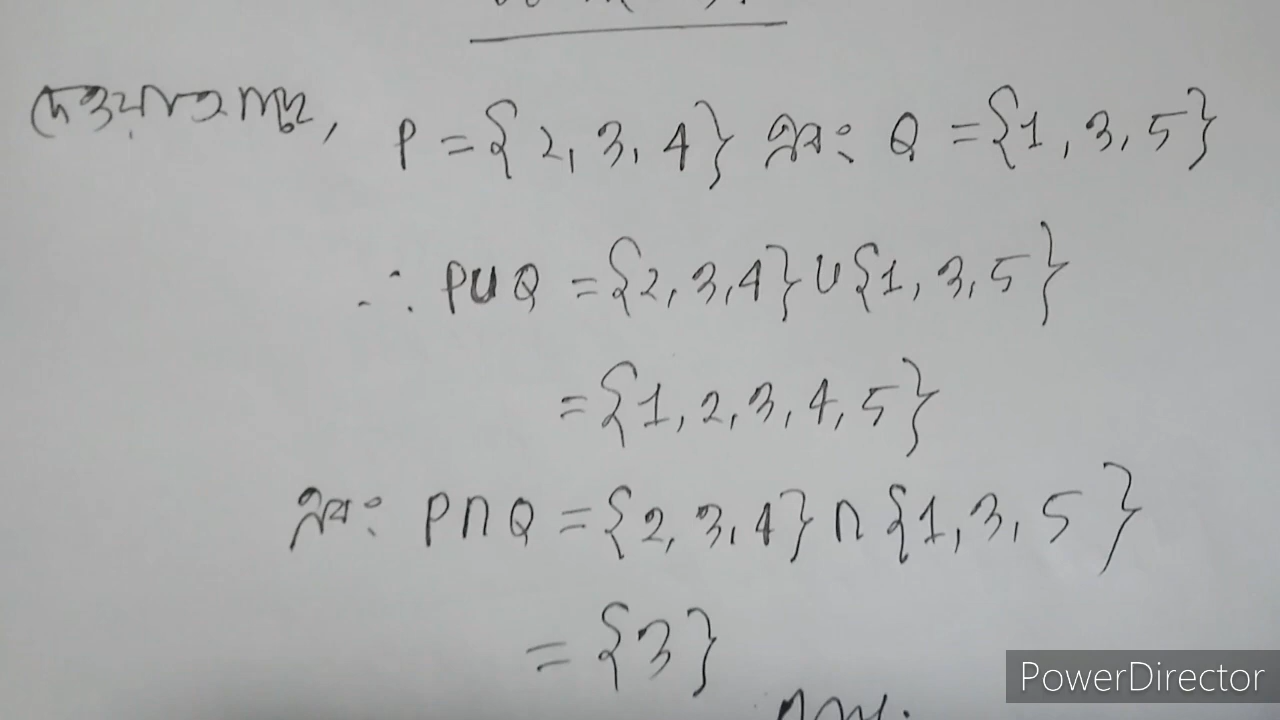 দেওয়া আছে, P = {2, 3, 4} এবং Q = {1, 3, 5}
∴ P∪Q = {2, 3, 4} ∪ {1, 3, 5}
= {1, 2, 3, 4, 5}
এবং P∩Q = {2, 3, 4} ∩ {1, 3, 5}
= {3}
PowerDirector